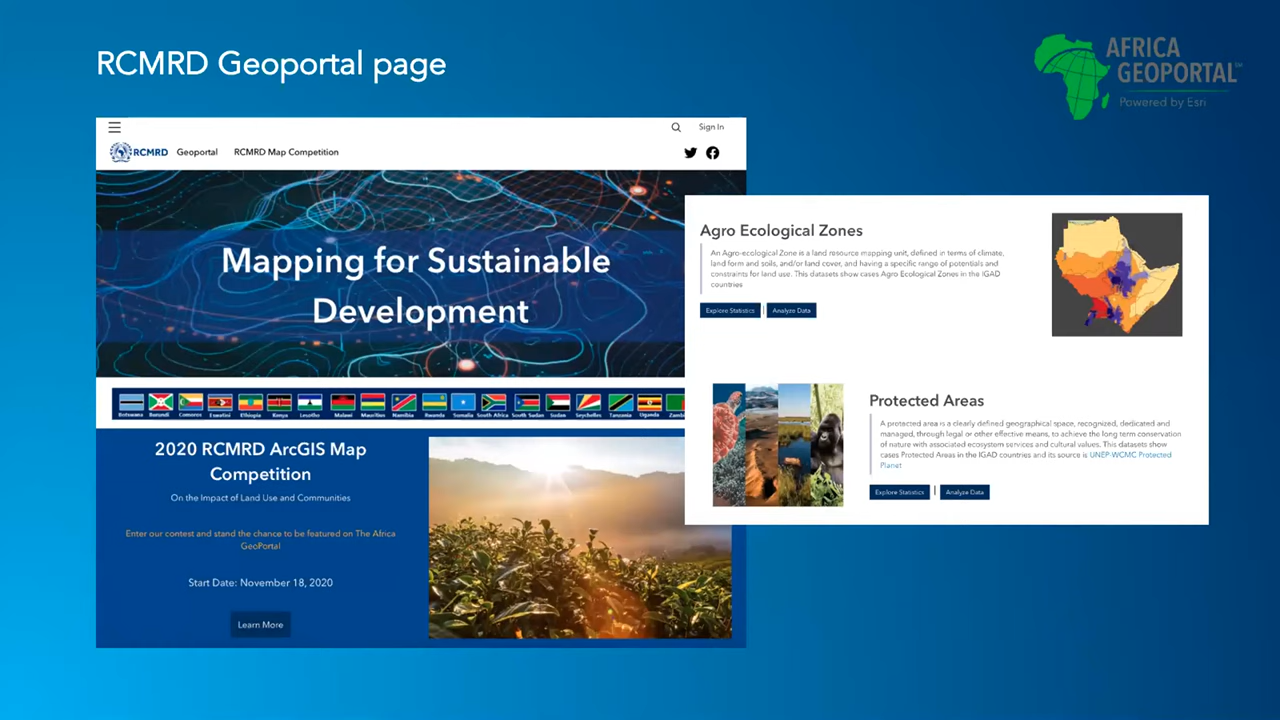 RCMRD Geoportal page
AFRICA
GEOPORTAL
Powered by Esri
Sign In
RCMRD Geoportal RCMRD Map Competition
Mapping for Sustainable
Development
Botswana Burundi Comoros Eswatini Ethiopia Kenya Lesotho Malawi Mauritius Namibia Rwanda Somalia South Africa South Sudan Sudan Seychelles Tanzania Uganda Zamb
2020 RCMRD ArcGIS Map
Competition
On the Impact of Land Use and Communities
Enter our contest and stand the chance to be featured on The Africa
GeoPortal
Start Date: November 18, 2020
Learn More
Agro Ecological Zones
An Agro-ecological Zone is a land resource mapping unit, defined in terms of climate,
land form and soils, and/or land cover, and having a specific range of potentials and
constraints for land use. This datasets show cases Agro Ecological Zones in the IGAD
countries
Explore Statistics | Analyze Data
Protected Areas
A protected area is a clearly defined geographical space, recognized, dedicated and
managed, through legal or other effective means, to achieve the long term conservation
of nature with associated ecosystem services and cultural values. This datasets show
cases Protected Areas in the IGAD countries and its source is UNEP-WCMC Protected
Planet
Explore Statistics | Analyze Data